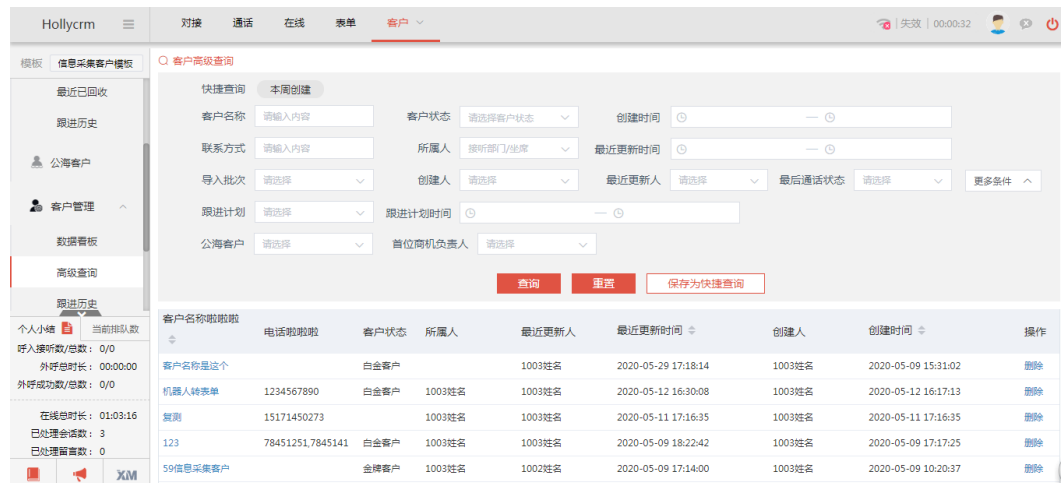 Hollycrm 对接 通话 在线 表单 客户 失效 00:00:32
模板 信息采集客户模板
最近已回收
跟进历史
公海客户
客户管理
数据看板
高级查询
跟进历史
个人小结 当前排队数
呼入接听数/总数： 0/0
外呼总时长： 00:00:00
外呼成功数/总数： 0/0
在线总时长： 01:03:16
已处理会话数： 3
已处理留言数： 0
XM
客户高级查询
快捷查询 本周创建
客户名称 请输入内容 客户状态 请选择客户状态 创建时间 —
联系方式 请输入内容 所属人 接听部门/坐席 最近更新时间 —
导入批次 请选择 创建人 请选择 最近更新人 请选择 最后通话状态 请选择 更多条件
跟进计划 请选择 跟进计划时间 —
公海客户 请选择 首位商机负责人 请选择
查询 重置 保存为快捷查询
客户名称啦啦啦 电话啦啦啦 客户状态 所属人 最近更新人 最近更新时间 创建人 创建时间 操作
客户名称是这个 白金客户 1003姓名 2020-05-29 17:18:14 1003姓名 2020-05-09 15:31:02 删除
机器人转表单 1234567890 白金客户 1003姓名 1003姓名 2020-05-12 16:30:08 1003姓名 2020-05-12 16:17:13 删除
复测 15171450273 1003姓名 1003姓名 2020-05-11 17:16:35 1003姓名 2020-05-11 17:16:35 删除
123 78451251,7845141 白金客户 1003姓名 1003姓名 2020-05-09 18:22:42 1003姓名 2020-05-09 17:17:25 删除
59信息采集客户 金牌客户 1003姓名 1002姓名 2020-05-09 17:14:00 1003姓名 2020-05-09 10:20:37 删除